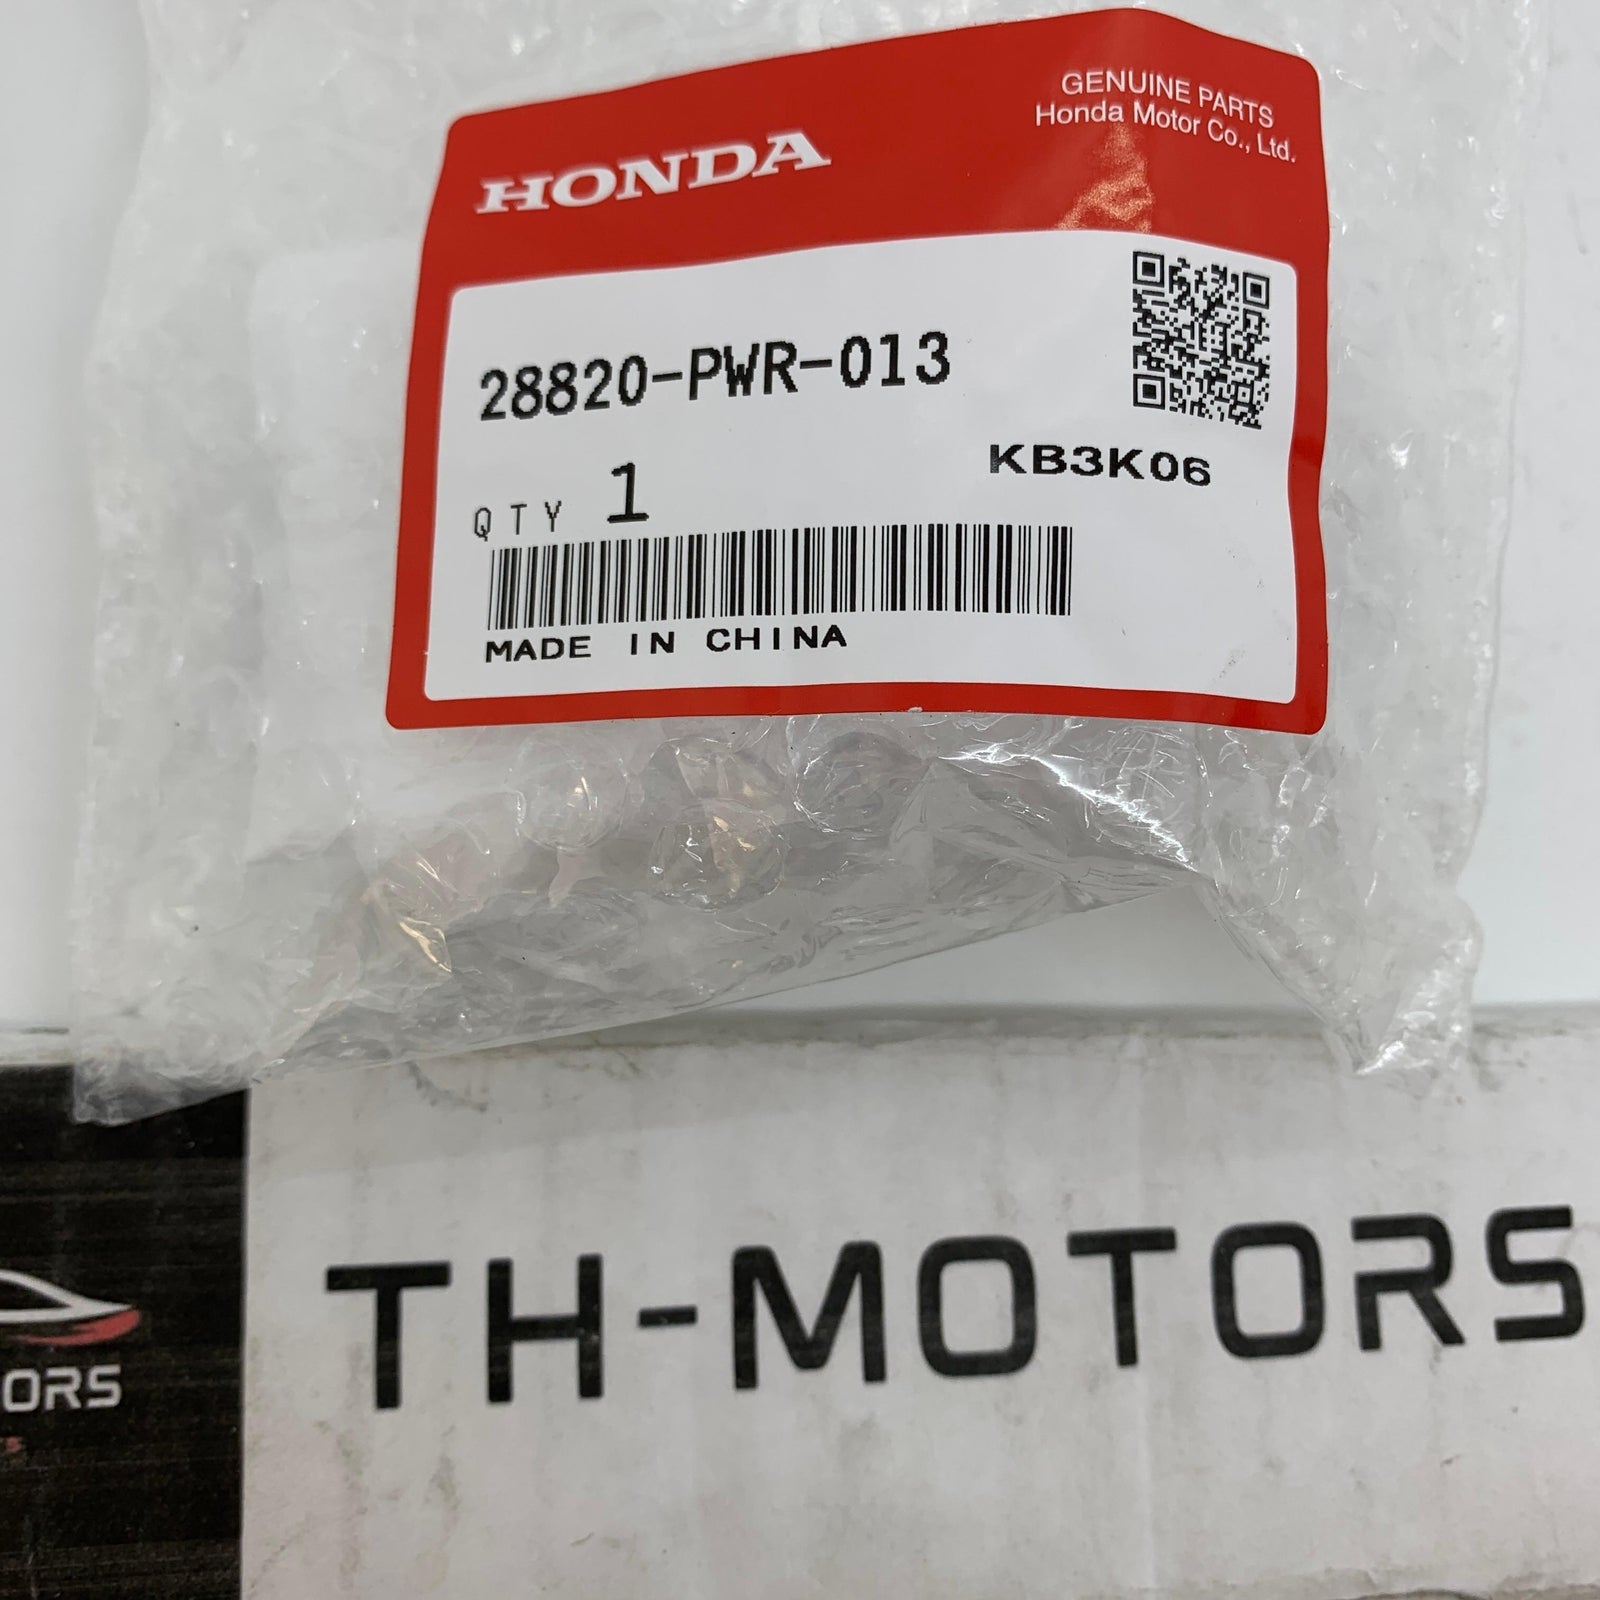 GENUINE PARTS
Honda Motor Co., Ltd.
HONDA
28820-PWR-013
KB3K06
QTY 1
MADE IN CHINA
TH-MOTORS
ORS